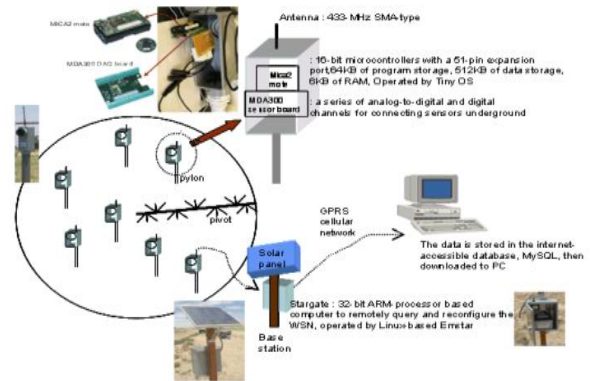 MICA2 mote
MDA300 DAQ board
Antenna : 433- MHz SMA-type
: 16-bit microcontrollers with a 51-pin expansion
port,64kB of program storage, 512kB of data storage,
6kB of RAM, Operated by Tiny OS
Mica2
mote
MDA300
sensor board
: a series of analog-to-digital and digital
channels for connecting sensors underground
pylon
pivot
GPRS
cellular
network
Solar
panel
The data is stored in the internet-
accessible database, MySQL, then
downloaded to PC
Stargate : 32- bit ARM- processor based
computer to remotely query and reconfigure the
WSN, operated by Linux-based Emstar
Base
station